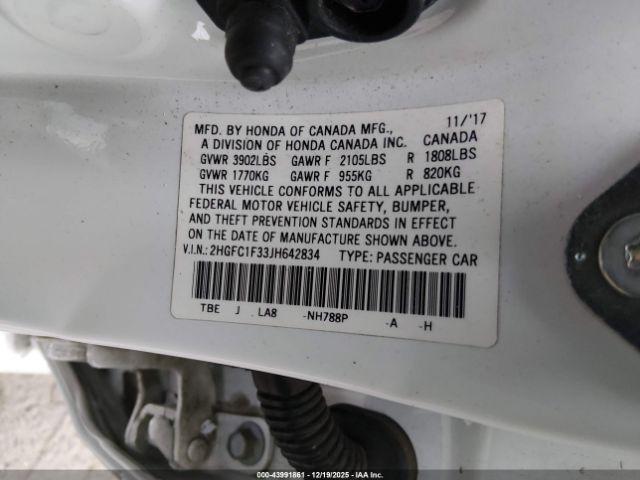 11/'17
MFD. BY HONDA OF CANADA MFG.,
A DIVISION OF HONDA CANADA INC. CANADA
GVWR 3902LBS GAWR F 2105LBS R 1808LBS
GVWR 1770KG GAWR F 955KG R 820KG
THIS VEHICLE CONFORMS TO ALL APPLICABLE
FEDERAL MOTOR VEHICLE SAFETY, BUMPER,
AND THEFT PREVENTION STANDARDS IN EFFECT
ON THE DATE OF MANUFACTURE SHOWN ABOVE.
V.I.N.: 2HGFC1F33JH642834 TYPE: PASSENGER CAR
TBE J . LA8 -NH788P -A -H
Copart-free: 000-43991861 | 12/19/2025 | IAA, Inc.